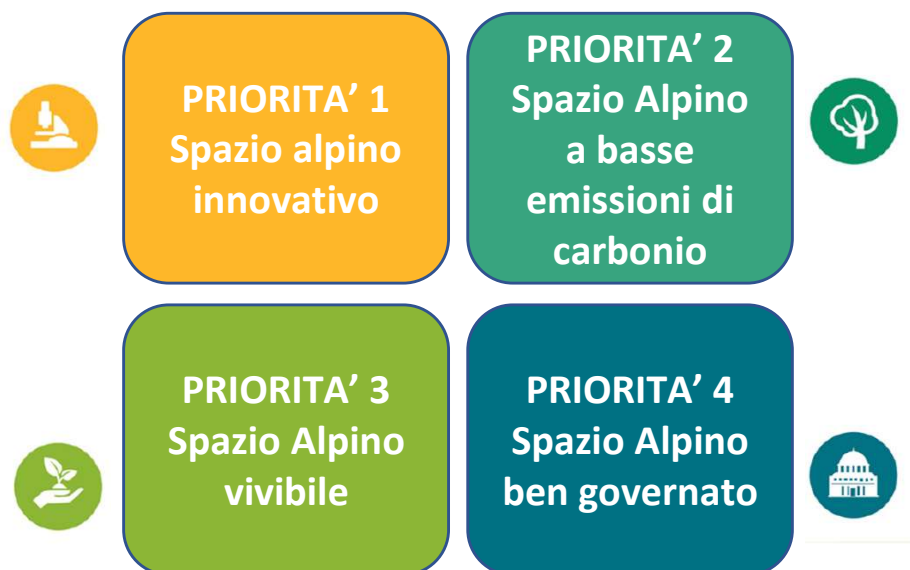 PRIORITA’ 1
Spazio alpino
innovativo
PRIORITA’ 2
Spazio Alpino
a basse
emissioni di
carbonio
PRIORITA’ 3
Spazio Alpino
vivibile
PRIORITA’ 4
Spazio Alpino
ben governato